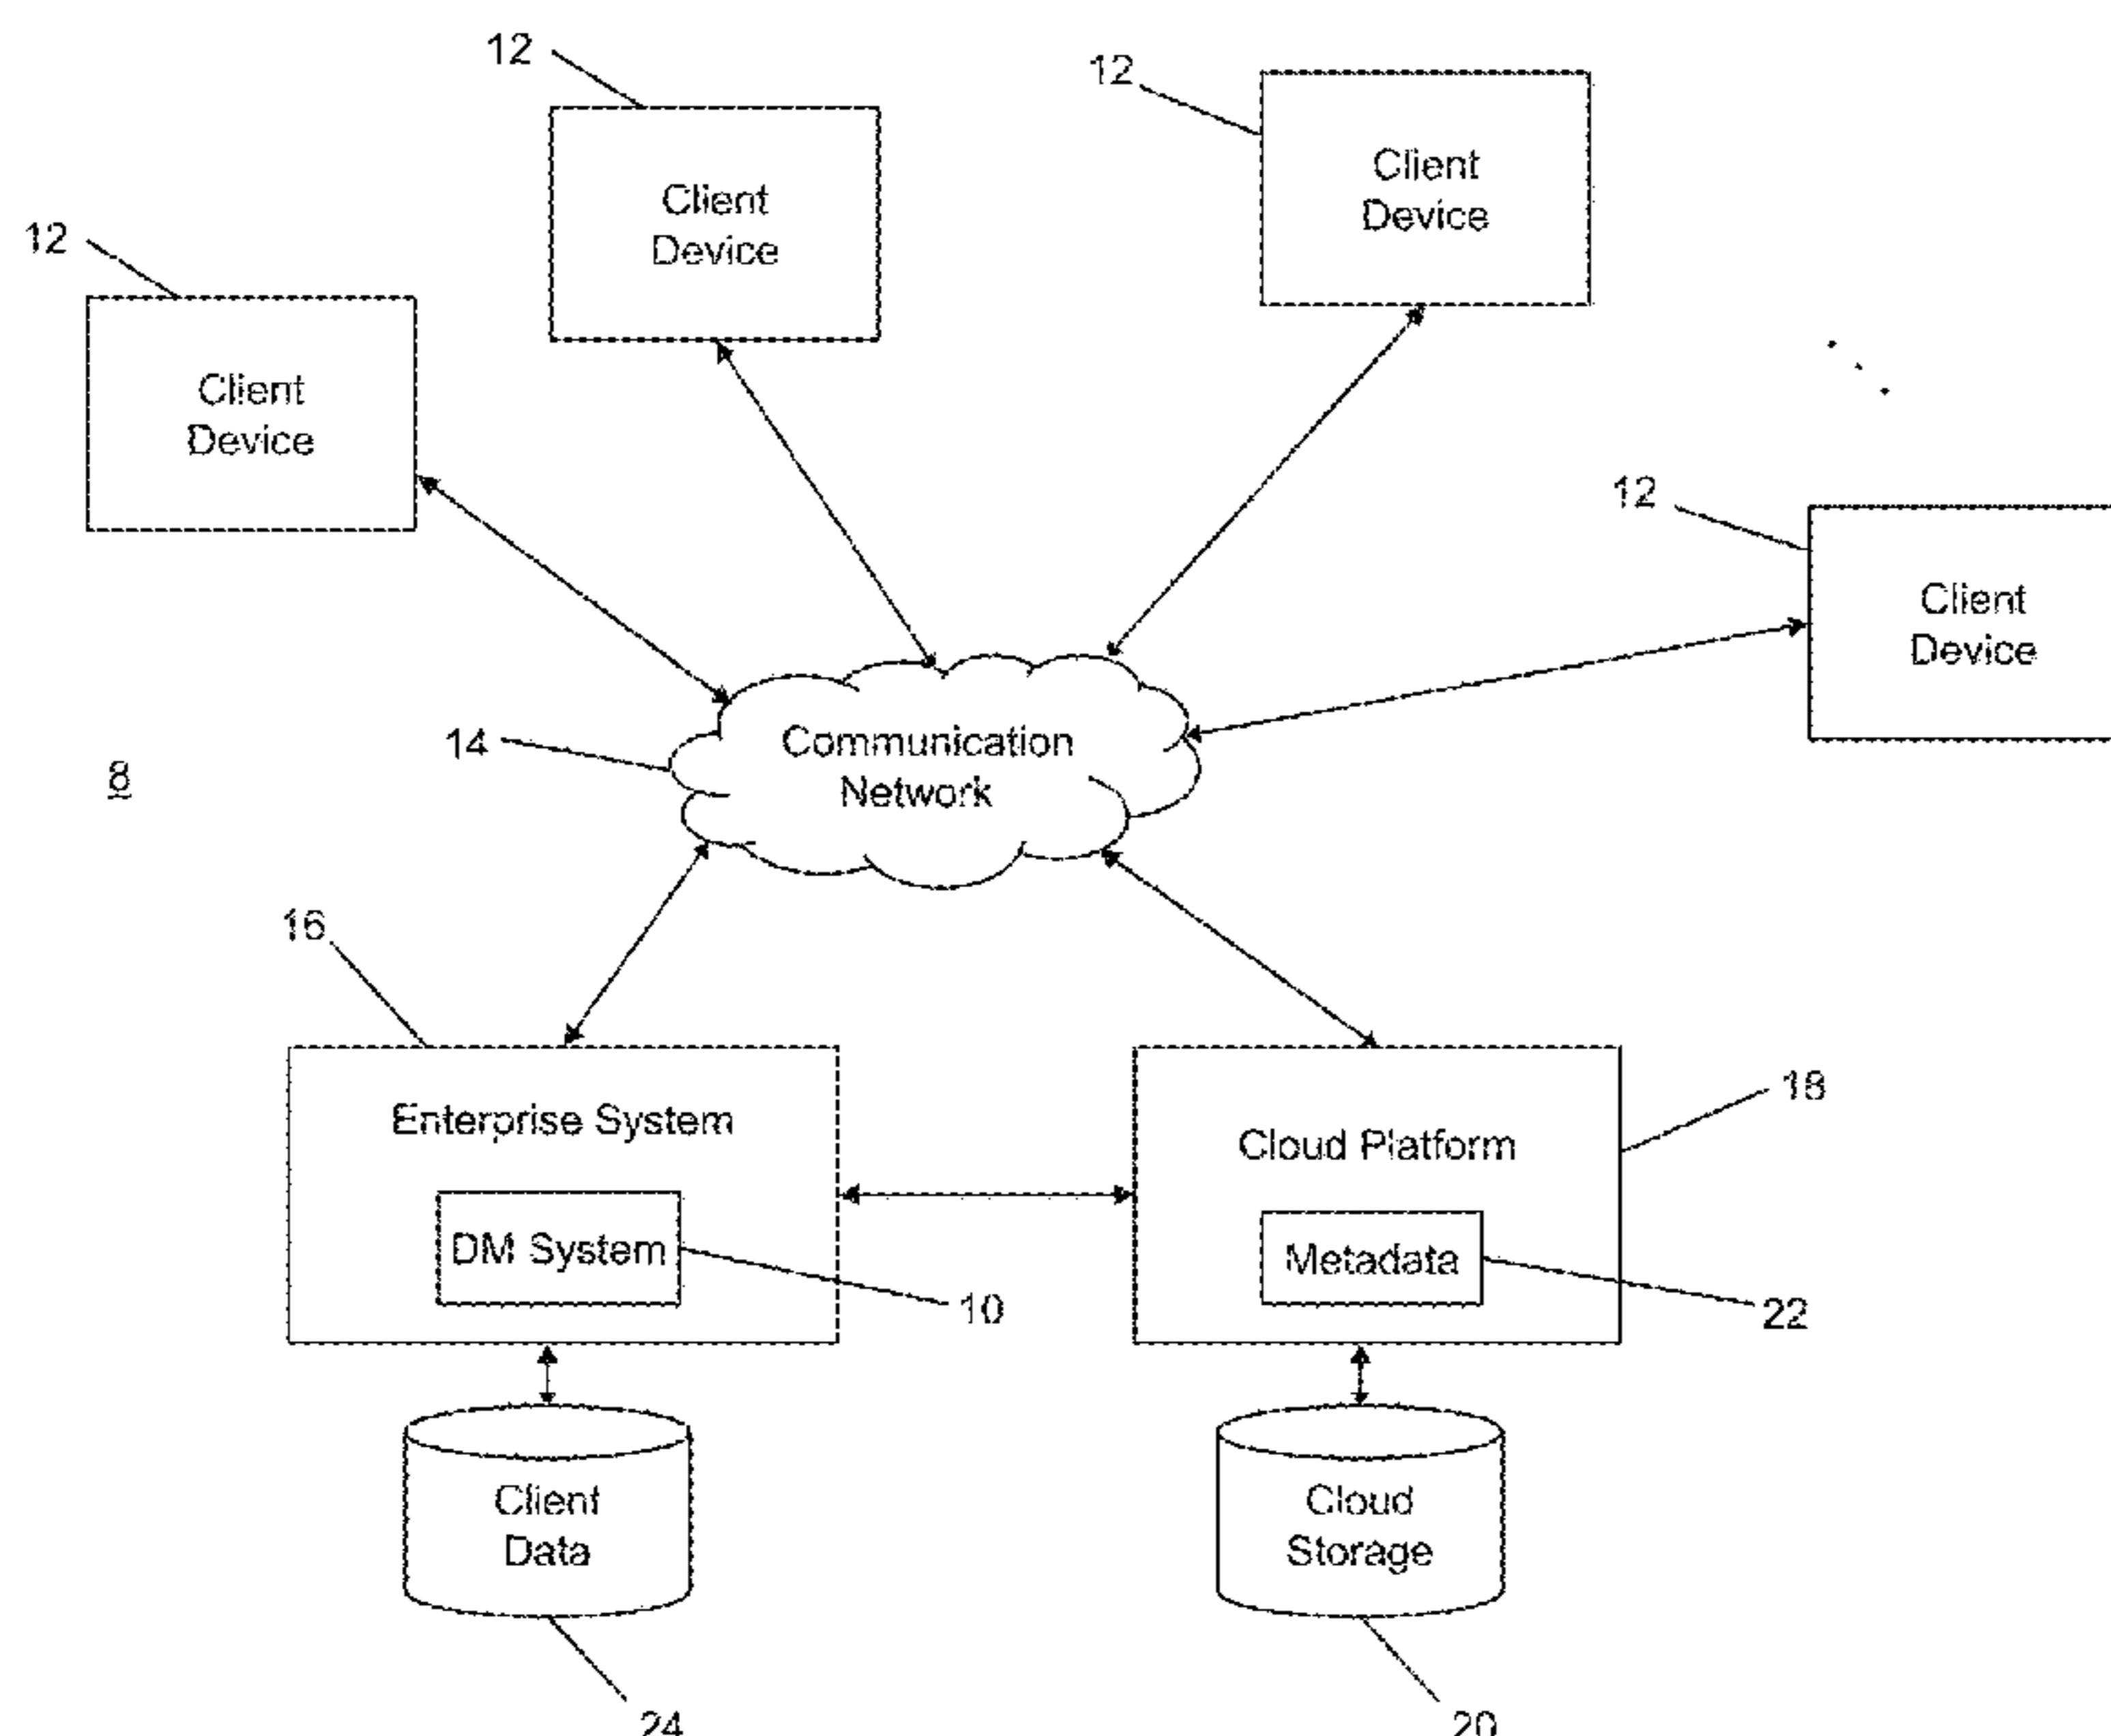 12
12
Client
Device
12
Client
Device
Client
Device
12
Client
Device
14
Communication
Network
8
16
Enterprise System
18
Cloud Platform
DM System
Metadata
10
22
Client
Data
Cloud
Storage
24
20